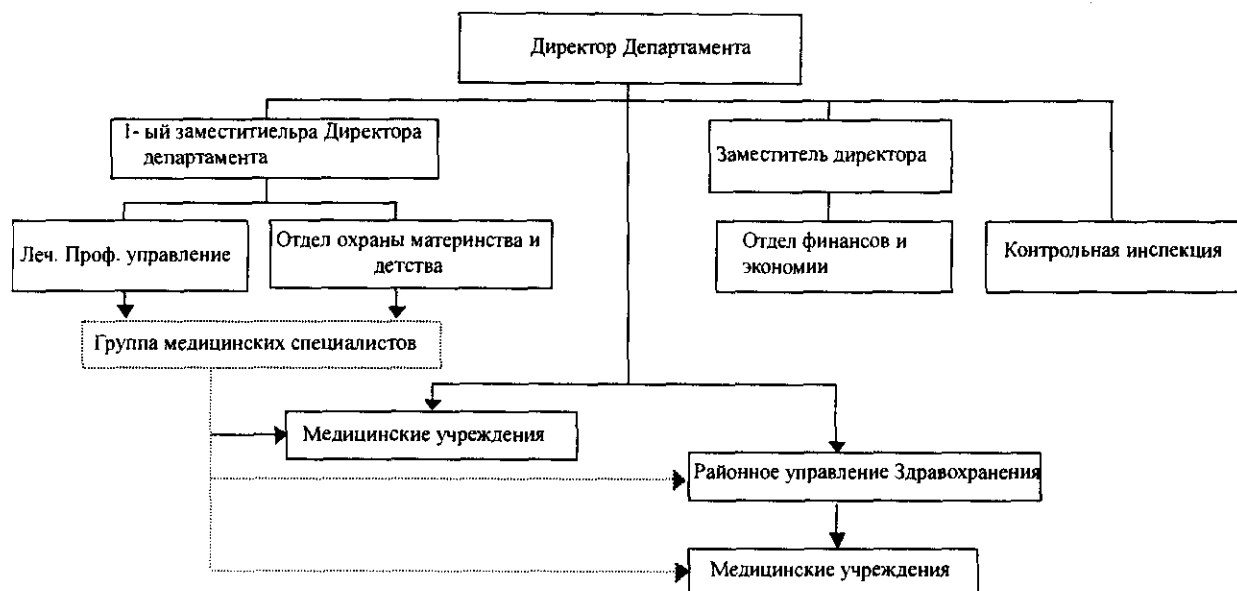 Директор Департамента
1- ый заместитиельра Директора
департамента
Заместитель директора
Леч. Проф. управление
Отдел охраны материнства и
детства
Отдел финансов и
экономии
Контрольная инспекция
Группа медицинских специалистов
Медицинские учреждения
Районное управление Здравохранения
Медицинские учреждения